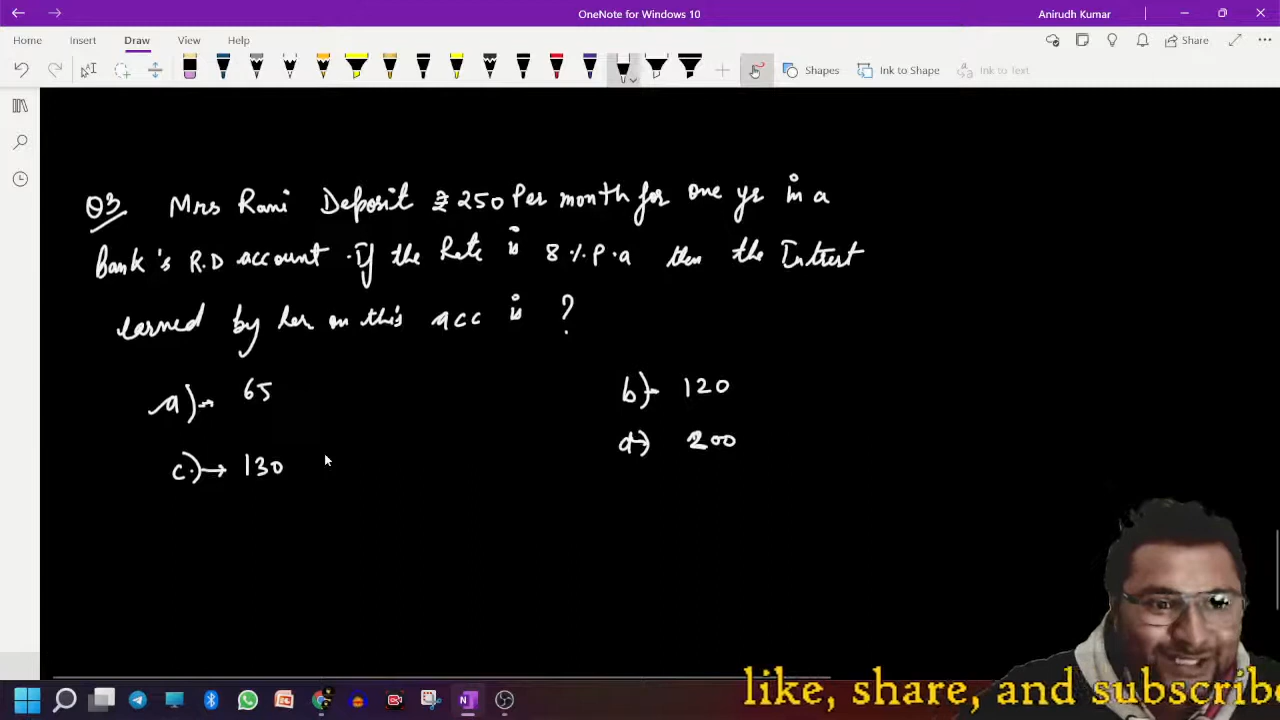 OneNote for Windows 10
Anirudh Kumar
Home Insert Draw View Help
Share
Shapes Ink to Shape Ink to Text
Q3 Mrs Rani Deposit ₹ 250 Per month for one yr in a
Bank's R.D account . If the Rate is 8 %. P.a then the Intrest
earned by her on this acc is ?
a) → 65
b) → 120
c.) → 130
d) 200
like, share, and subscribe